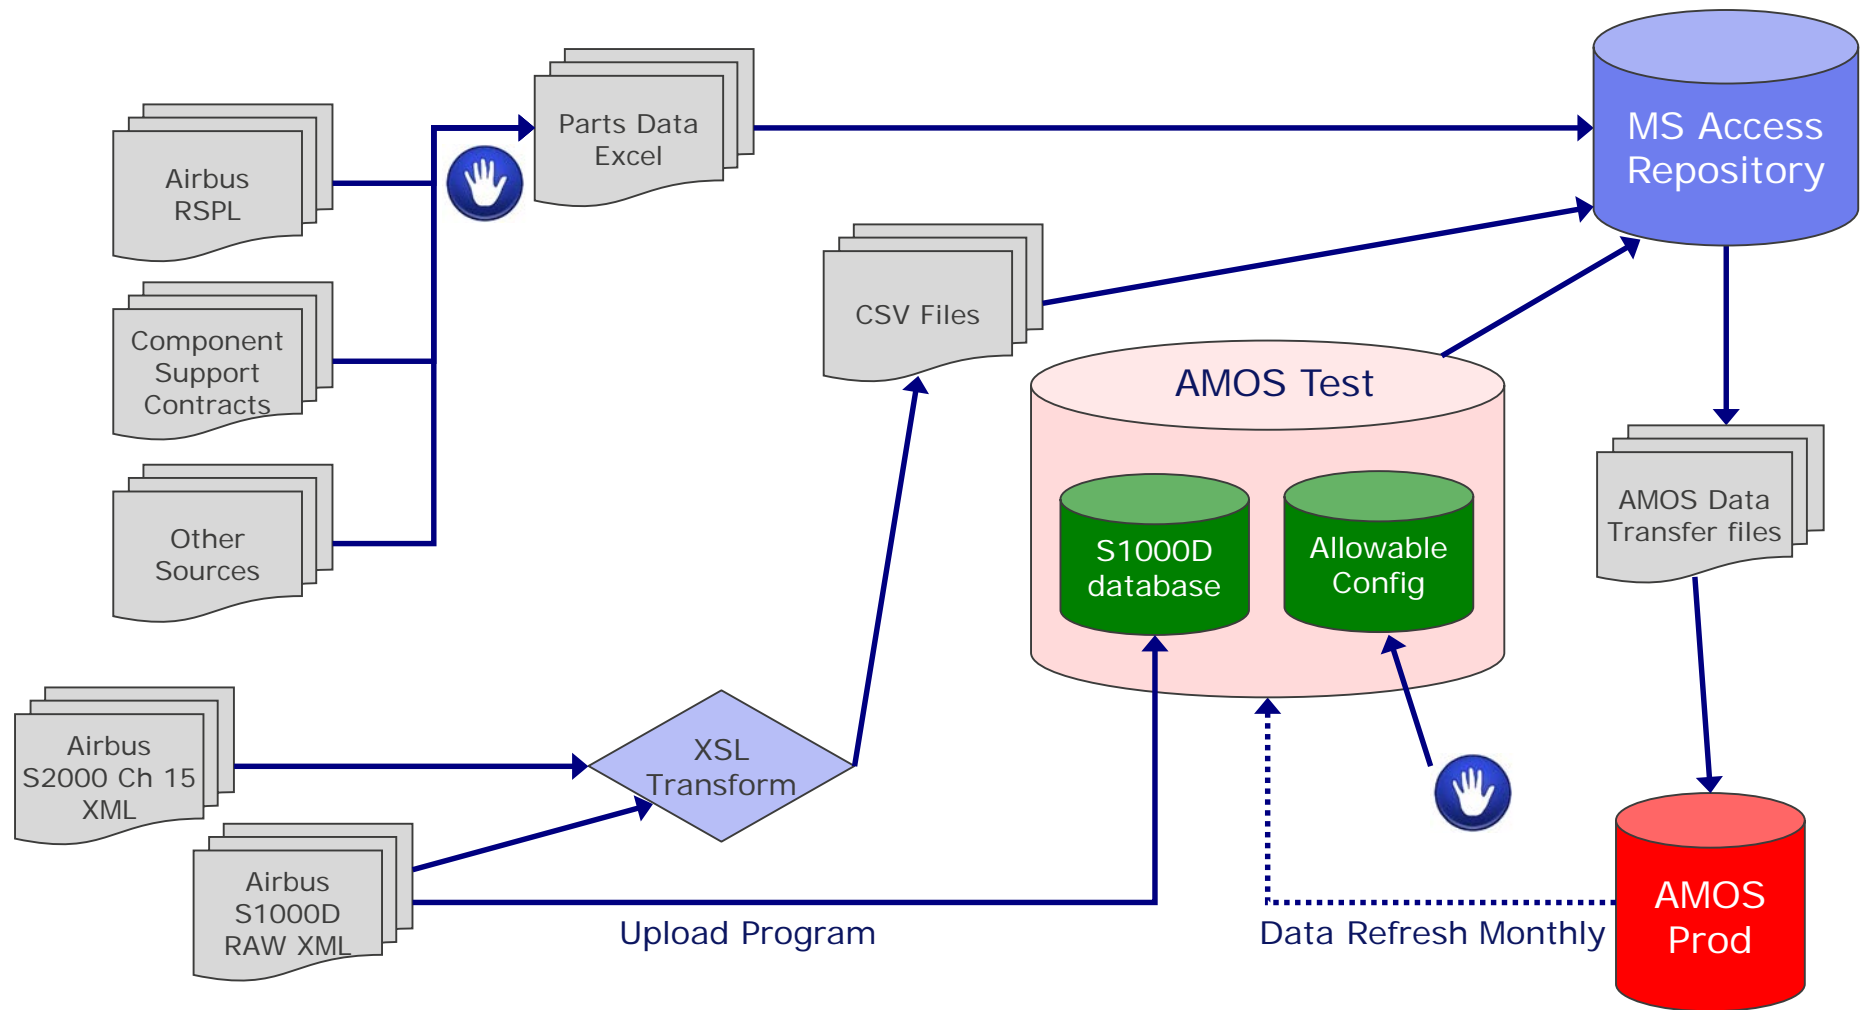 Parts Data
Excel
MS Access
Repository
Airbus
RSPL
CSV Files
Component
Support
Contracts
AMOS Test
AMOS Data
Transfer files
Other
Sources
S1000D
database
Allowable
Config
Airbus
S2000 Ch 15
XML
XSL
Transform
Airbus
S1000D
RAW XML
Upload Program
Data Refresh Monthly
AMOS
Prod